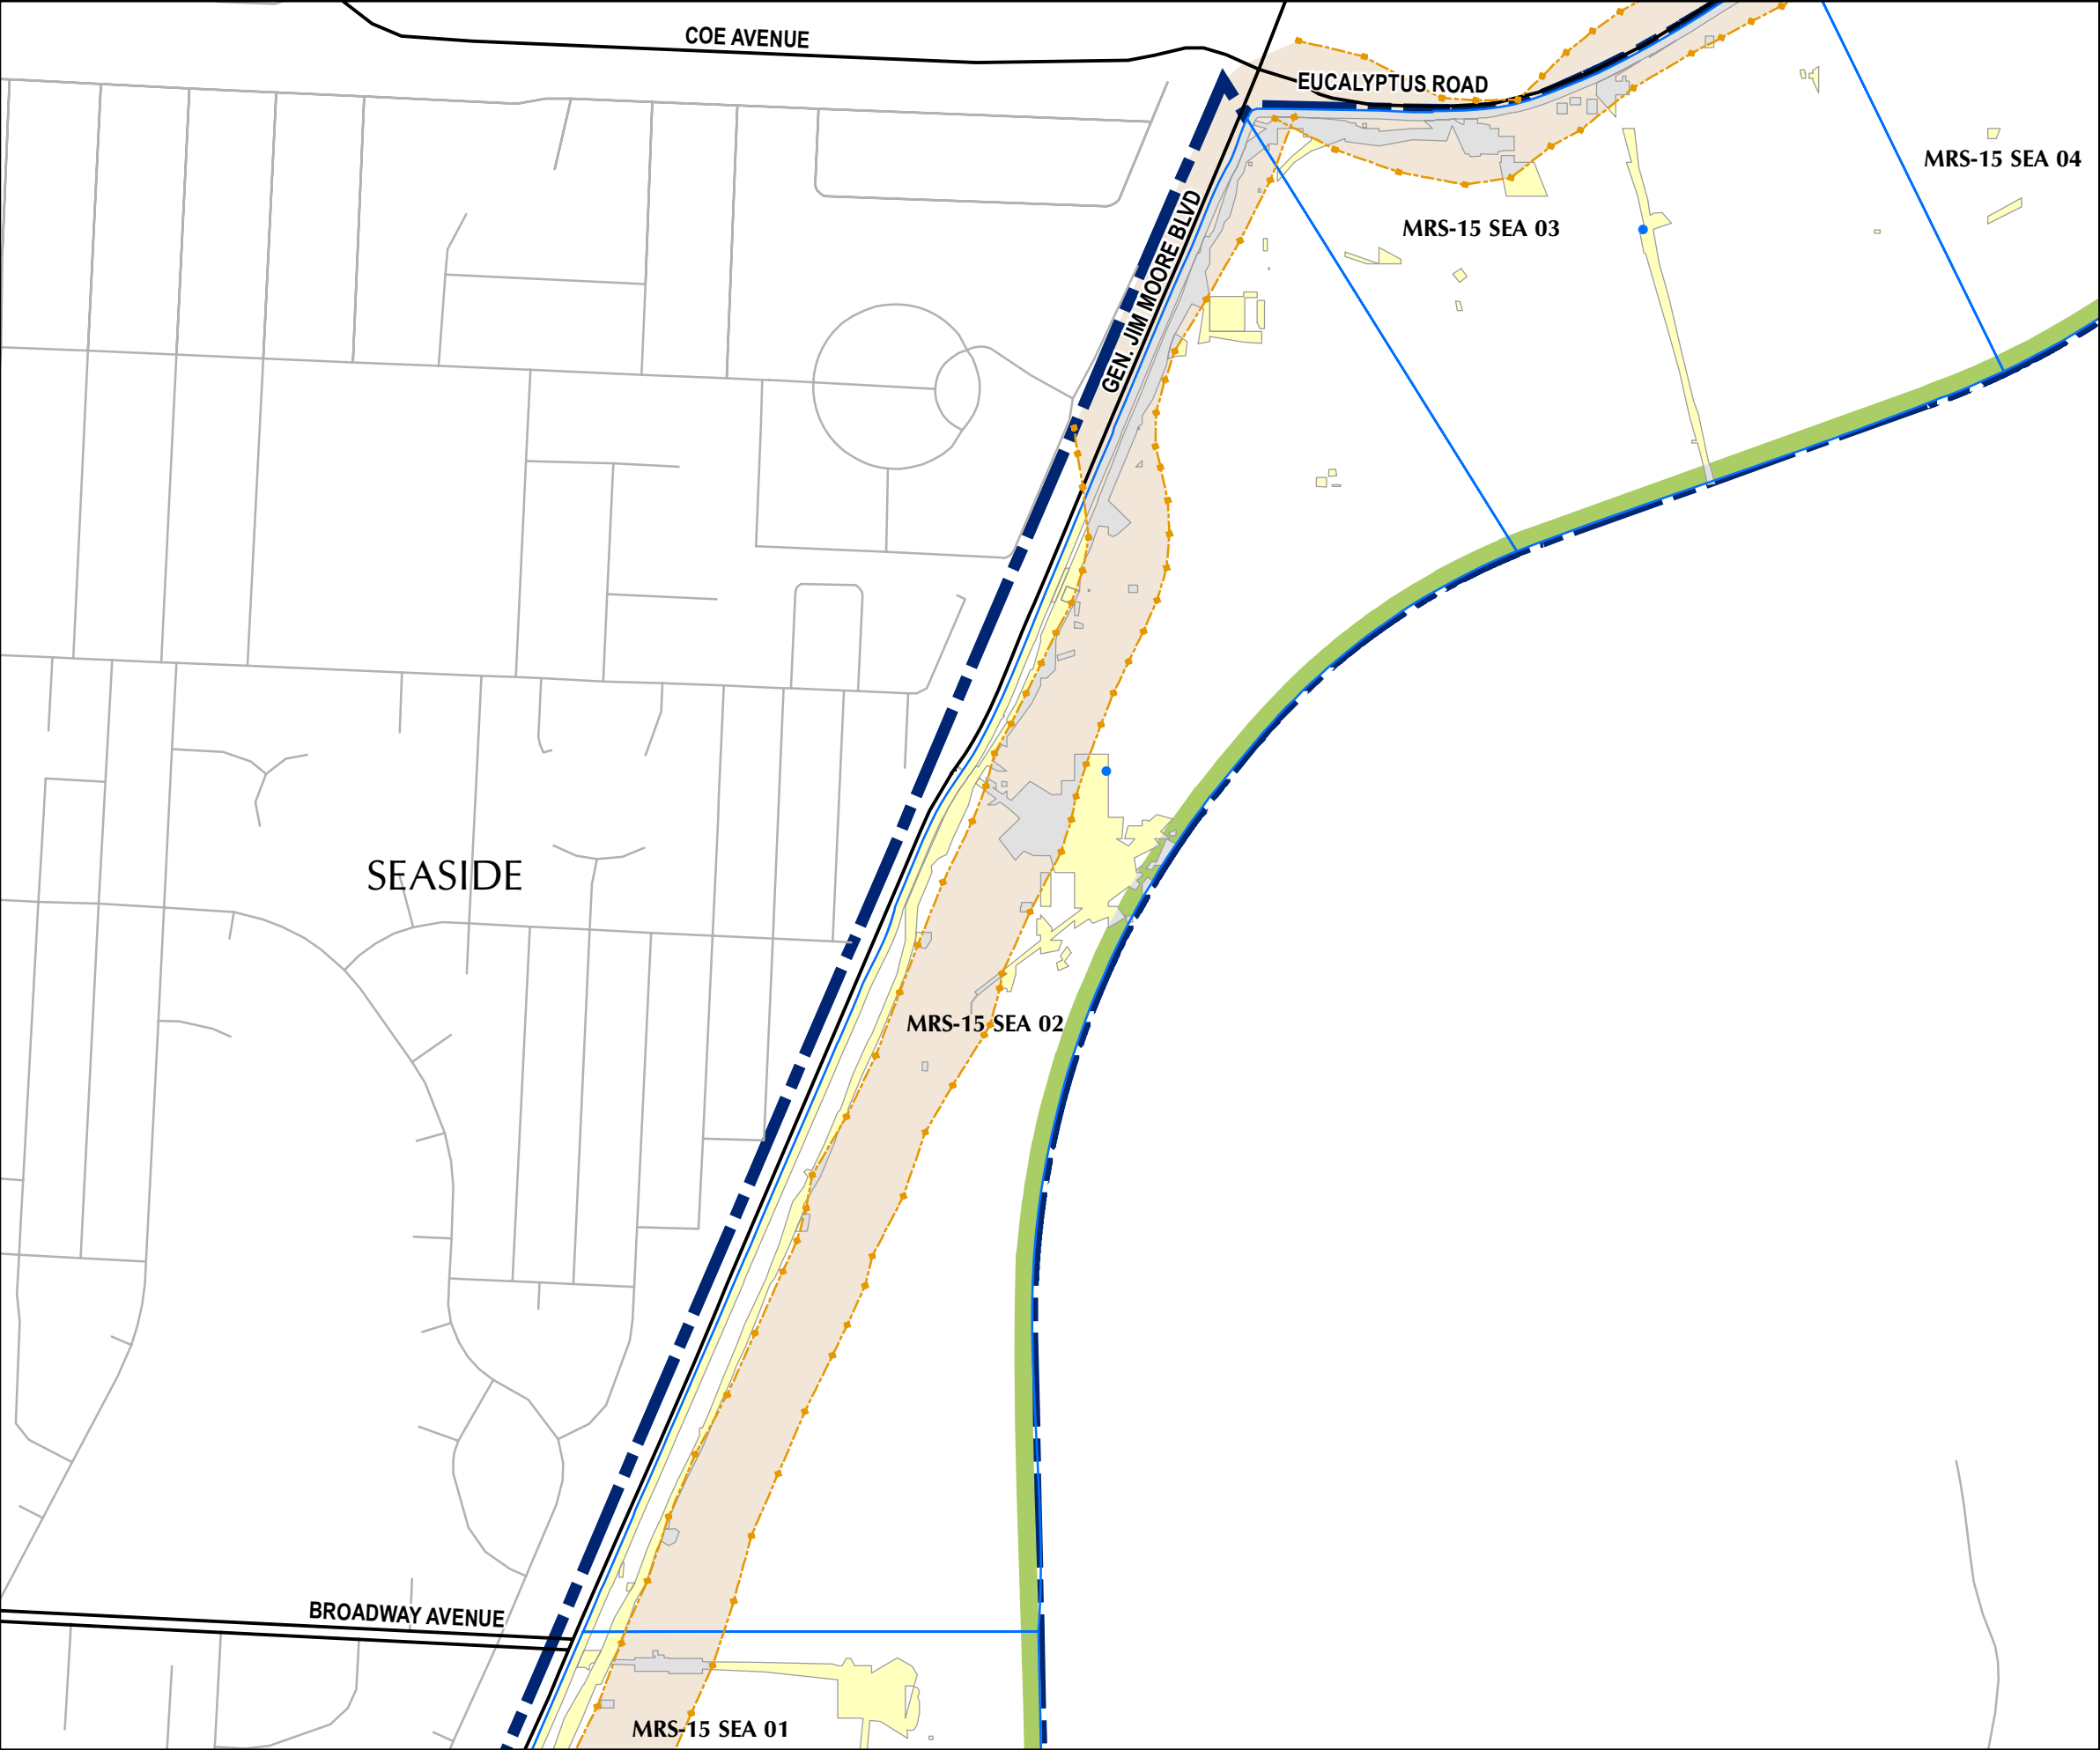 COE AVENUE
EUCALYPTUS ROAD
MRS-15 SEA 04
MRS-15 SEA 03
GEN. JIM MOORE BLVD
SEASIDE
MRS-15 SEA 02
BROADWAY AVENUE
MRS-15 SEA 01